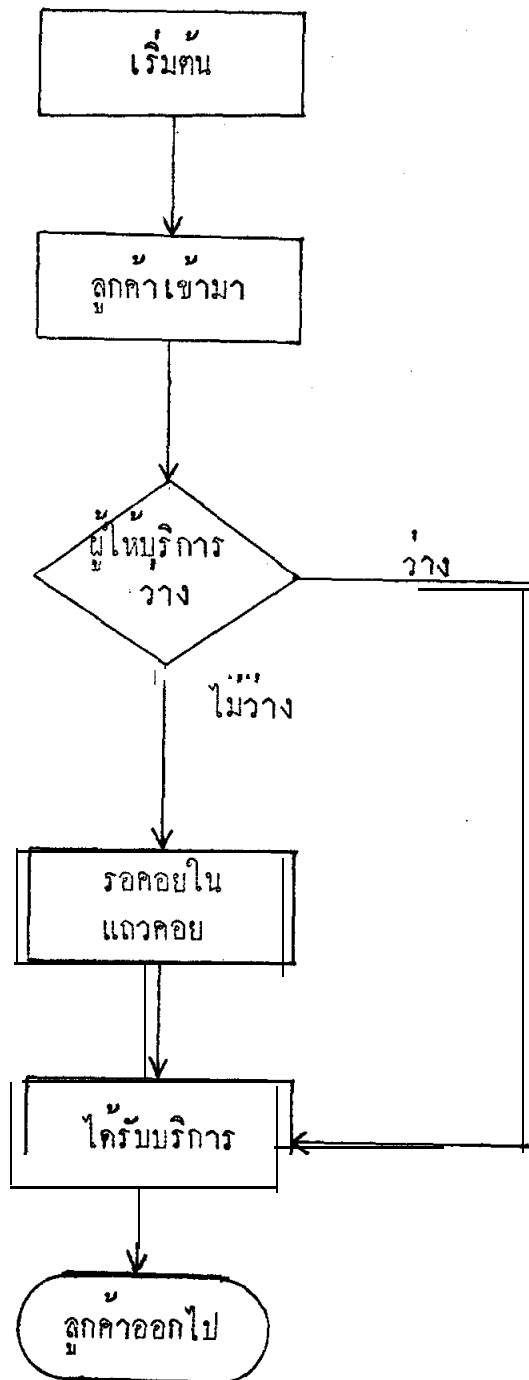 เริ่มต้น
ลูกค้าเข้ามา
ผู้ให้บริการ
ว่าง
ว่าง
ไม่ว่าง
รอคอยใน
แถวคอย
ได้รับบริการ
ลูกค้าออกไป